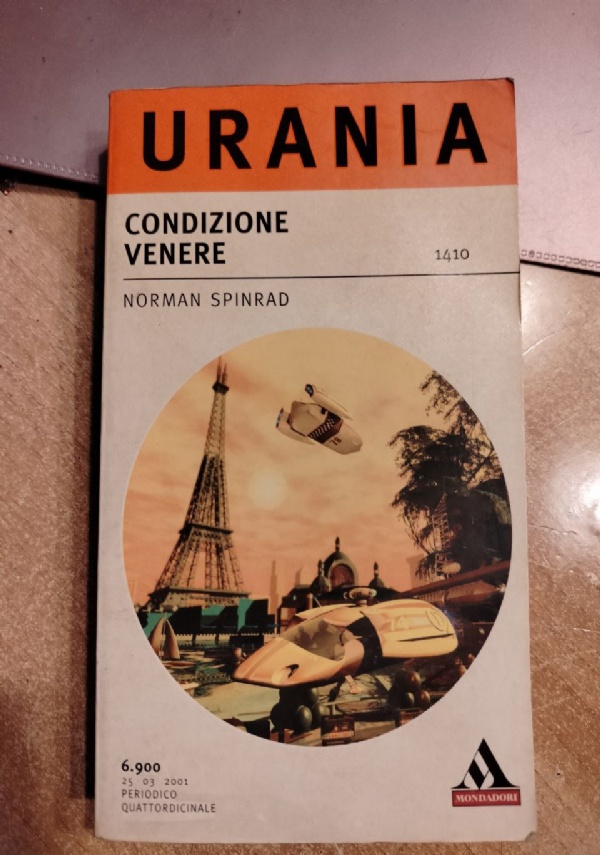 URANIA
CONDIZIONE
VENERE
1410
NORMAN SPINRAD
6.900
25 03 2001
PERIODICO
QUATTORDICINALE
MONDADORI